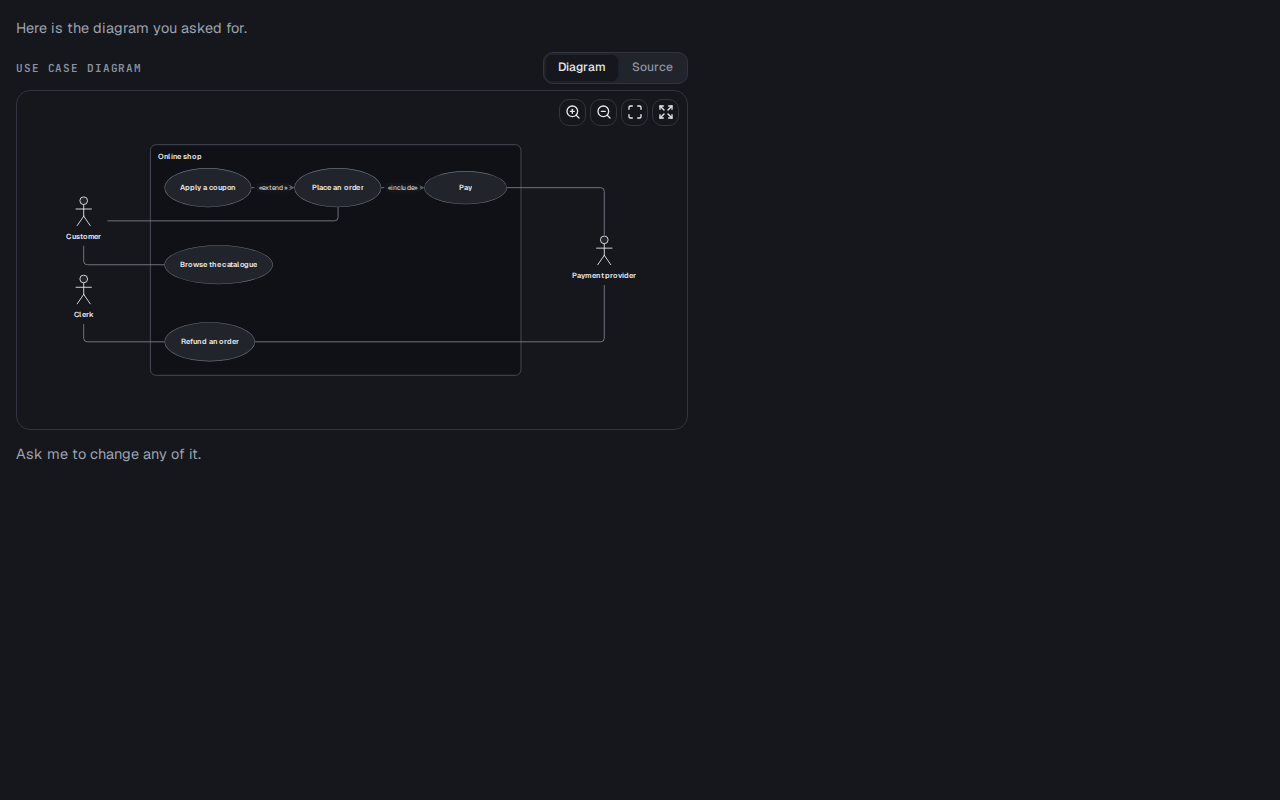 Here is the diagram you asked for.
USE CASE DIAGRAM
Diagram
Source
Online shop
Apply a coupon
«extend»
Place an order
«include»
Pay
Customer
Browse the catalogue
Payment provider
Clerk
Refund an order
Ask me to change any of it.